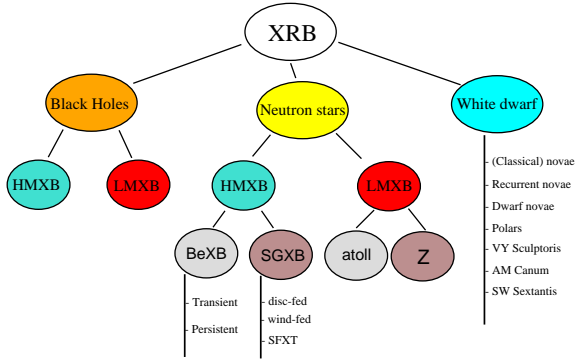 XRB
Black Holes
Neutron stars
White dwarf
HMXB
LMXB
HMXB
LMXB
BeXB
SGXB
atoll
Z
- Transient
- Persistent
- disc-fed
- wind-fed
- SFXT
- (Classical) novae
- Recurrent novae
- Dwarf novae
- Polars
- VY Sculptoris
- AM Canum
- SW Sextantis